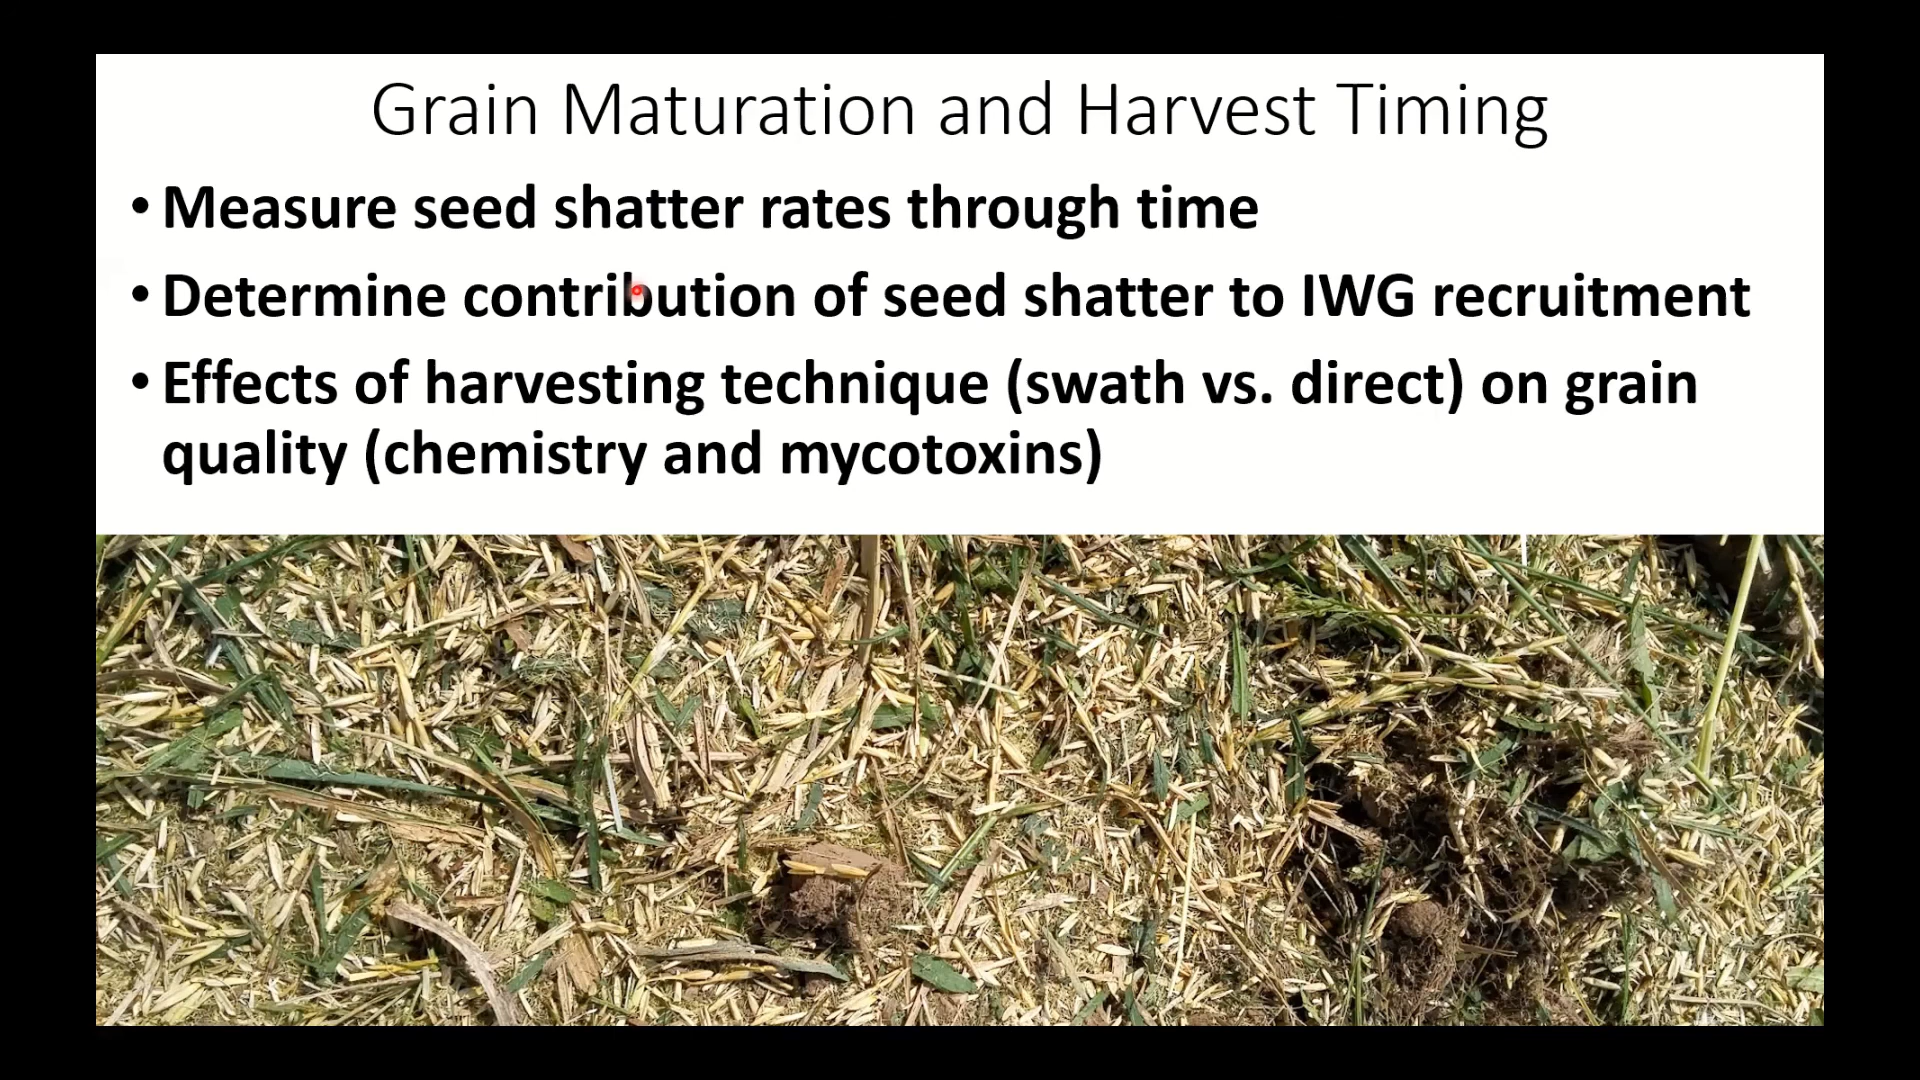 Grain Maturation and Harvest Timing
• Measure seed shatter rates through time
• Determine contribution of seed shatter to IWG recruitment
• Effects of harvesting technique (swath vs. direct) on grain
quality (chemistry and mycotoxins)